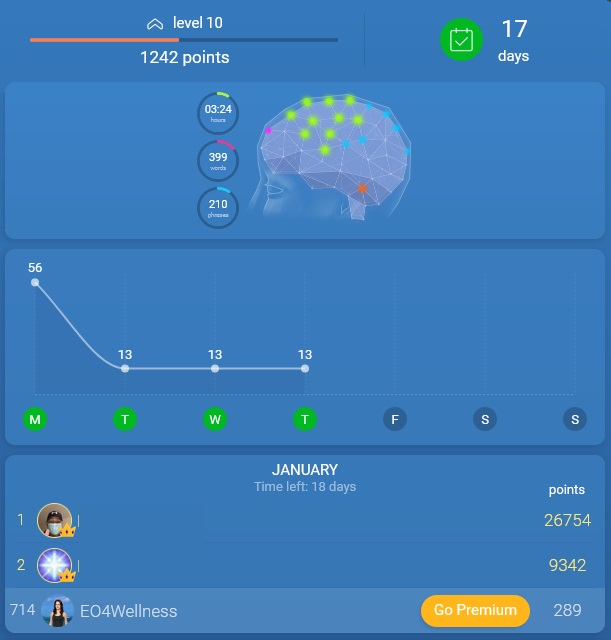 level 10
1242 points
17
days
03:24
hours
399
words
210
phrases
56
13 13 13
M T W T F S S
JANUARY
Time left: 18 days
points
1 26754
2 9342
714 EO4Wellness Go Premium 289